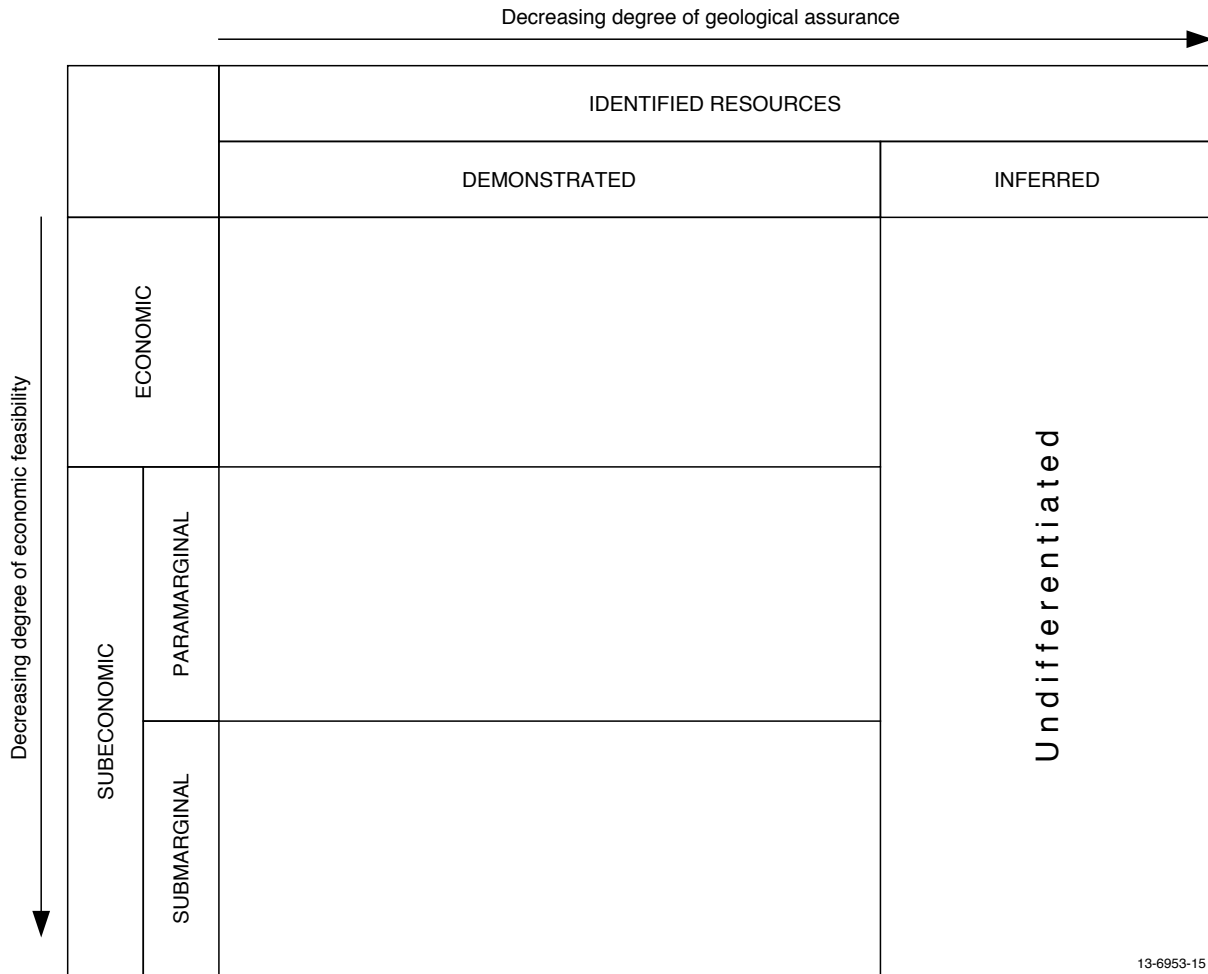 Decreasing degree of geological assurance
IDENTIFIED RESOURCES
DEMONSTRATED
INFERRED
Decreasing degree of economic feasibility
ECONOMIC
SUBECONOMIC
PARAMARGINAL
SUBMARGINAL
Undifferentiated
13-6953-15